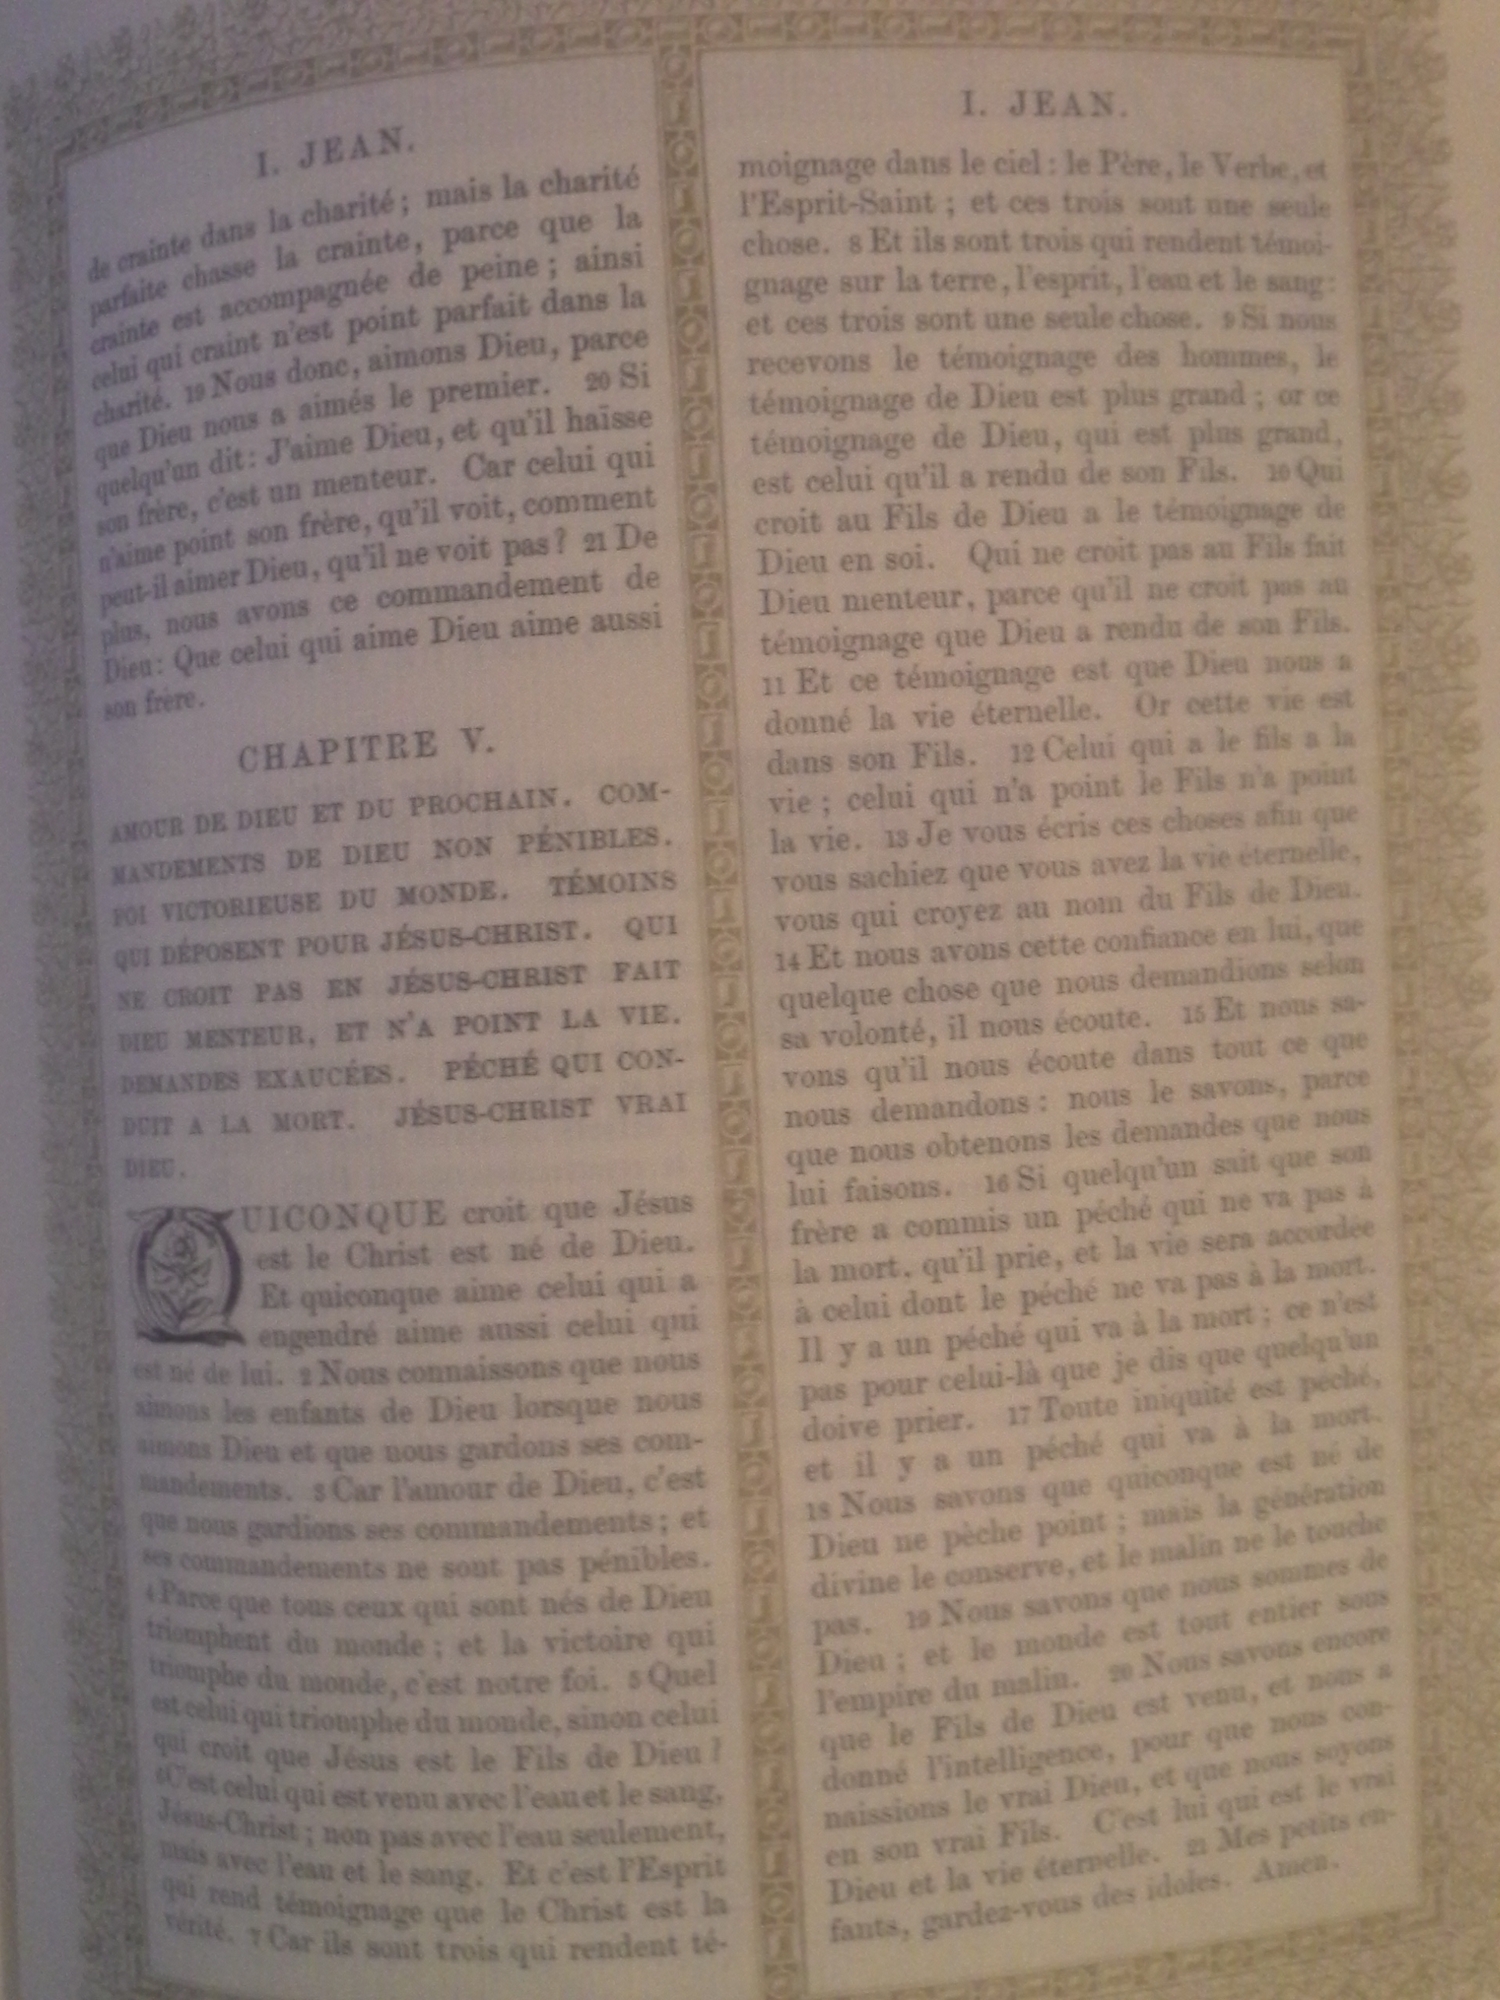 I. JEAN.
de crainte dans la charité; mais la charité
parfaite chasse la crainte, parce que la
crainte est accompagnée de peine; ainsi
celui qui craint n'est point parfait dans la
charité. 19 Nous donc, aimons Dieu, parce
que Dieu nous a aimés le premier. 20 Si
quelqu'un dit: J'aime Dieu, et qu'il haïsse
son frère, c'est un menteur. Car celui qui
n'aime point son frère, qu'il voit, comment
peut-il aimer Dieu, qu'il ne voit pas? 21 De
plus, nous avons ce commandement de
Dieu: Que celui qui aime Dieu aime aussi
son frère.
CHAPITRE V.
AMOUR DE DIEU ET DU PROCHAIN. COM-
MANDEMENTS DE DIEU NON PÉNIBLES.
FOI VICTORIEUSE DU MONDE. TÉMOINS
QUI DÉPOSENT POUR JÉSUS-CHRIST. QUI
NE CROIT PAS EN JÉSUS-CHRIST FAIT
DIEU MENTEUR, ET N'A POINT LA VIE.
DEMANDES EXAUCÉES. PÉCHÉ QUI CON-
DUIT A LA MORT. JÉSUS-CHRIST VRAI
DIEU.
QUICONQUE croit que Jésus
est le Christ est né de Dieu.
Et quiconque aime celui qui a
engendré aime aussi celui qui
est né de lui. 2 Nous connaissons que nous
aimons les enfants de Dieu lorsque nous
aimons Dieu et que nous gardons ses com-
mandements. 3 Car l'amour de Dieu, c'est
que nous gardions ses commandements; et
ses commandements ne sont pas pénibles.
4 Parce que tous ceux qui sont nés de Dieu
triomphent du monde; et la victoire qui
triomphe du monde, c'est notre foi. 5 Quel
est celui qui triomphe du monde, sinon celui
qui croit que Jésus est le Fils de Dieu?
6 C'est celui qui est venu avec l'eau et le sang,
Jésus-Christ; non pas avec l'eau seulement,
mais avec l'eau et le sang. Et c'est l'Esprit
qui rend témoignage que le Christ est la
vérité. 7 Car ils sont trois qui rendent té-
I. JEAN.
moignage dans le ciel: le Père, le Verbe, et
l'Esprit-Saint; et ces trois sont une seule
chose. 8 Et ils sont trois qui rendent témoi-
gnage sur la terre, l'esprit, l'eau et le sang:
et ces trois sont une seule chose. 9 Si nous
recevons le témoignage des hommes, le
témoignage de Dieu est plus grand; or ce
témoignage de Dieu, qui est plus grand,
est celui qu'il a rendu de son Fils. 10 Qui
croit au Fils de Dieu a le témoignage de
Dieu en soi. Qui ne croit pas au Fils fait
Dieu menteur, parce qu'il ne croit pas au
témoignage que Dieu a rendu de son Fils.
11 Et ce témoignage est que Dieu nous a
donné la vie éternelle. Or cette vie est
dans son Fils. 12 Celui qui a le fils a la
vie; celui qui n'a point le Fils n'a point
la vie. 13 Je vous écris ces choses afin que
vous sachiez que vous avez la vie éternelle,
vous qui croyez au nom du Fils de Dieu.
14 Et nous avons cette confiance en lui, que
quelque chose que nous demandions selon
sa volonté, il nous écoute. 15 Et nous sa-
vons qu'il nous écoute dans tout ce que
nous demandons: nous le savons, parce
que nous obtenons les demandes que nous
lui faisons. 16 Si quelqu'un sait que son
frère a commis un péché qui ne va pas à
la mort, qu'il prie, et la vie sera accordée
à celui dont le péché ne va pas à la mort.
Il y a un péché qui va à la mort; ce n'est
pas pour celui-là que je dis que quelqu'un
doive prier. 17 Toute iniquité est péché,
et il y a un péché qui va à la mort.
18 Nous savons que quiconque est né de
Dieu ne pèche point; mais la génération
divine le conserve, et le malin ne le touche
pas. 19 Nous savons que nous sommes de
Dieu; et le monde est tout entier sous
l'empire du malin. 20 Nous savons encore
que le Fils de Dieu est venu, et nous a
donné l'intelligence, pour que nous con-
naissions le vrai Dieu, et que nous soyons
en son vrai Fils. C'est lui qui est le vrai
Dieu et la vie éternelle. 21 Mes petits en-
fants, gardez-vous des idoles. Amen.